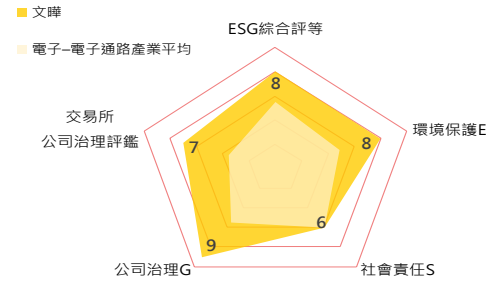 文曄
電子–電子通路產業平均
ESG綜合評等
8
環境保護E
8
社會責任S
6
公司治理G
9
交易所
公司治理評鑑
7